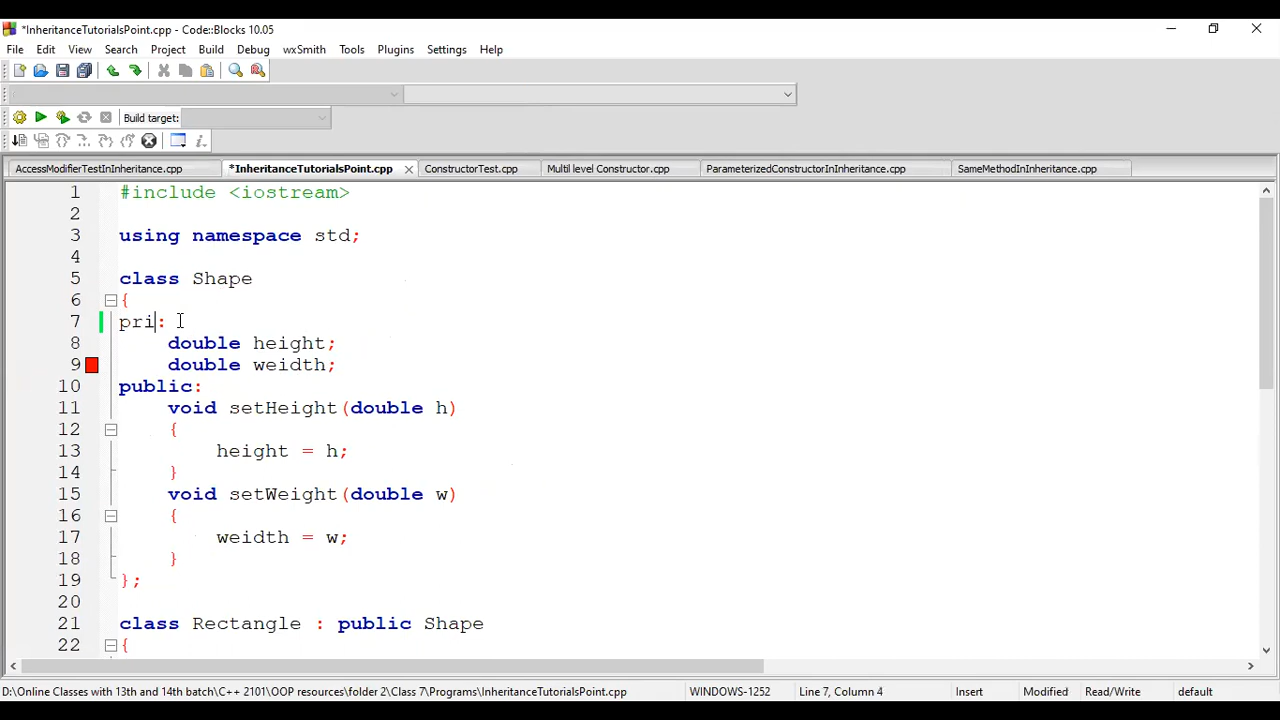 *InheritanceTutorialsPoint.cpp - Code::Blocks 10.05
File Edit View Search Project Build Debug wxSmith Tools Plugins Settings Help
Build target:
AccessModifierTestInInheritance.cpp *InheritanceTutorialsPoint.cpp ConstructorTest.cpp Multi level Constructor.cpp ParameterizedConstructorInInheritance.cpp SameMethodInInheritance.cpp
1 #include <iostream>
2
3 using namespace std;
4
5 class Shape
6 {
7 pri:
8 double height;
9 double weidth;
10 public:
11 void setHeight(double h)
12 {
13 height = h;
14 }
15 void setWeight(double w)
16 {
17 weidth = w;
18 }
19 };
20
21 class Rectangle : public Shape
22 {
D:\Online Classes with 13th and 14th batch\C++ 2101\OOP resources\folder 2\Class 7\Programs\InheritanceTutorialsPoint.cpp WINDOWS-1252 Line 7, Column 4 Insert Modified Read/Write default